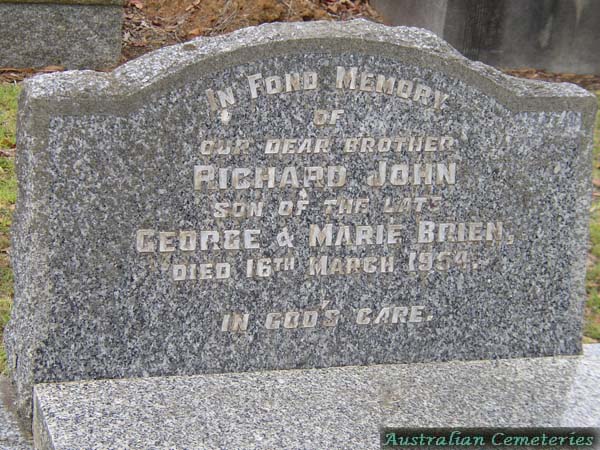 In Fond Memory
OF
OUR DEAR BROTHER
RICHARD JOHN
SON OF THE LATE
GEORGE & MARIE BRIEN,
DIED 16TH MARCH 1954.
IN GOD'S CARE.
Australian Cemeteries